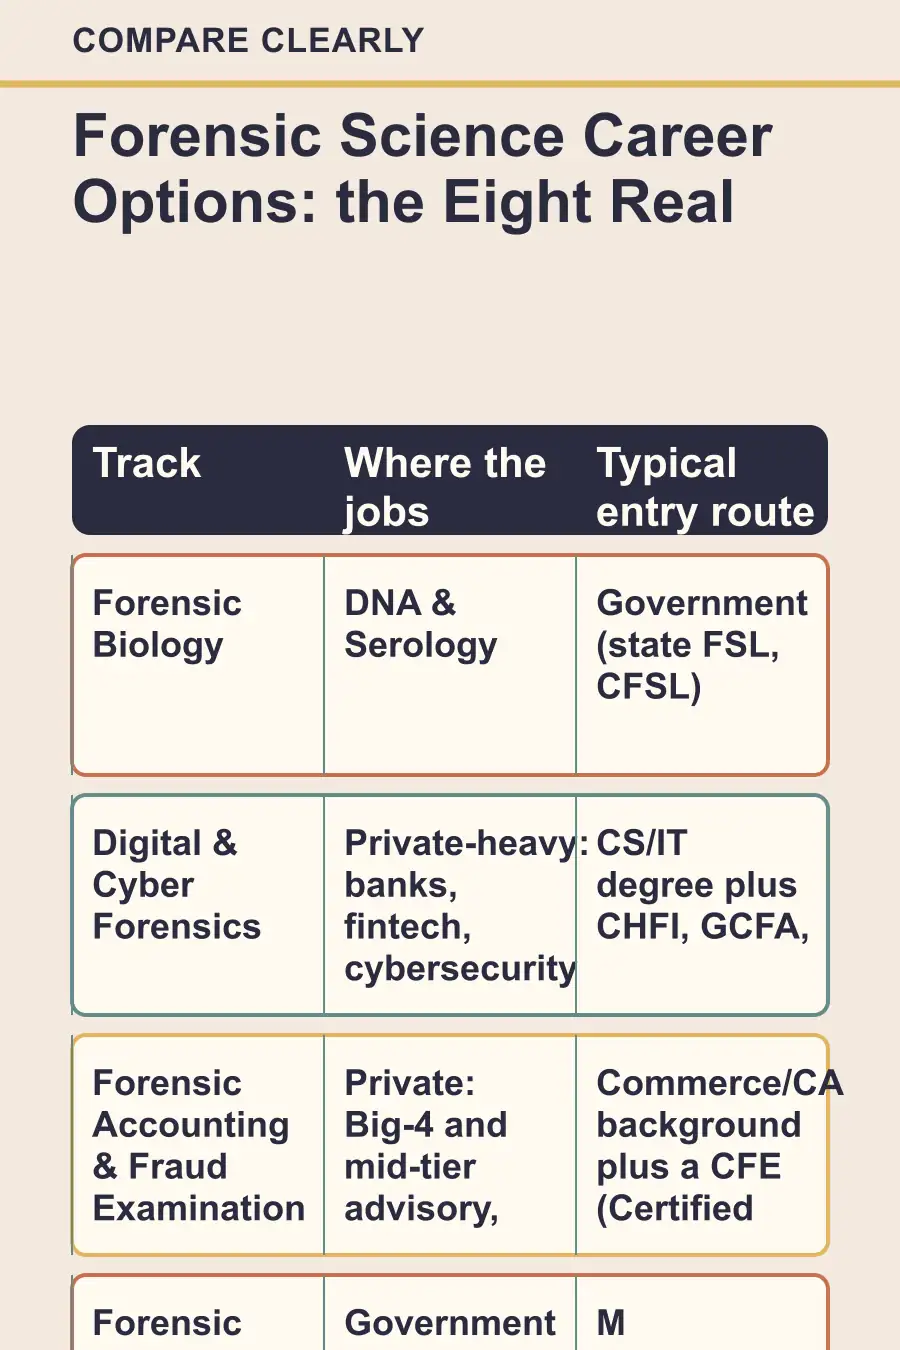 COMPARE CLEARLY
Forensic Science Career
Options: the Eight Real
Track
Where the
jobs
Typical
entry route
Forensic
Biology
DNA &
Serology
Government
(state FSL,
CFSL)
Digital &
Cyber
Forensics
Private-heavy:
banks,
fintech,
cybersecurity
CS/IT
degree plus
CHFI, GCFA,
Forensic
Accounting
& Fraud
Examination
Private:
Big-4 and
mid-tier
advisory,
Commerce/CA
background
plus a CFE
(Certified
Forensic
Government
M